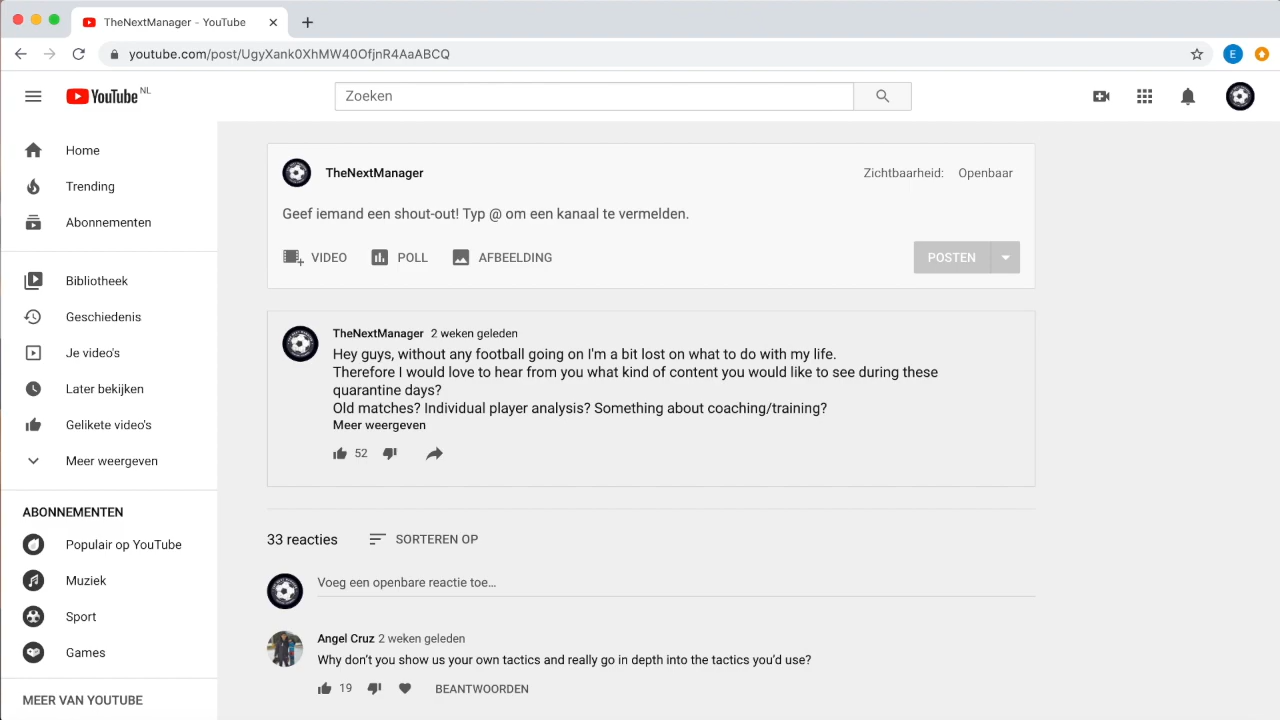 TheNextManager - YouTube
youtube.com/post/UgyXank0XhMW40OfjnR4AaABCQ
E
YouTube NL
Zoeken
Home
Trending
Abonnementen
Bibliotheek
Geschiedenis
Je video's
Later bekijken
Gelikete video's
Meer weergeven
ABONNEMENTEN
Populair op YouTube
Muziek
Sport
Games
MEER VAN YOUTUBE
TheNextManager
Zichtbaarheid: Openbaar
Geef iemand een shout-out! Typ @ om een kanaal te vermelden.
VIDEO POLL AFBEELDING
POSTEN
TheNextManager 2 weken geleden
Hey guys, without any football going on I'm a bit lost on what to do with my life.
Therefore I would love to hear from you what kind of content you would like to see during these
quarantine days?
Old matches? Individual player analysis? Something about coaching/training?
Meer weergeven
52
33 reacties SORTEREN OP
Voeg een openbare reactie toe...
Angel Cruz 2 weken geleden
Why don't you show us your own tactics and really go in depth into the tactics you'd use?
19 BEANTWOORDEN